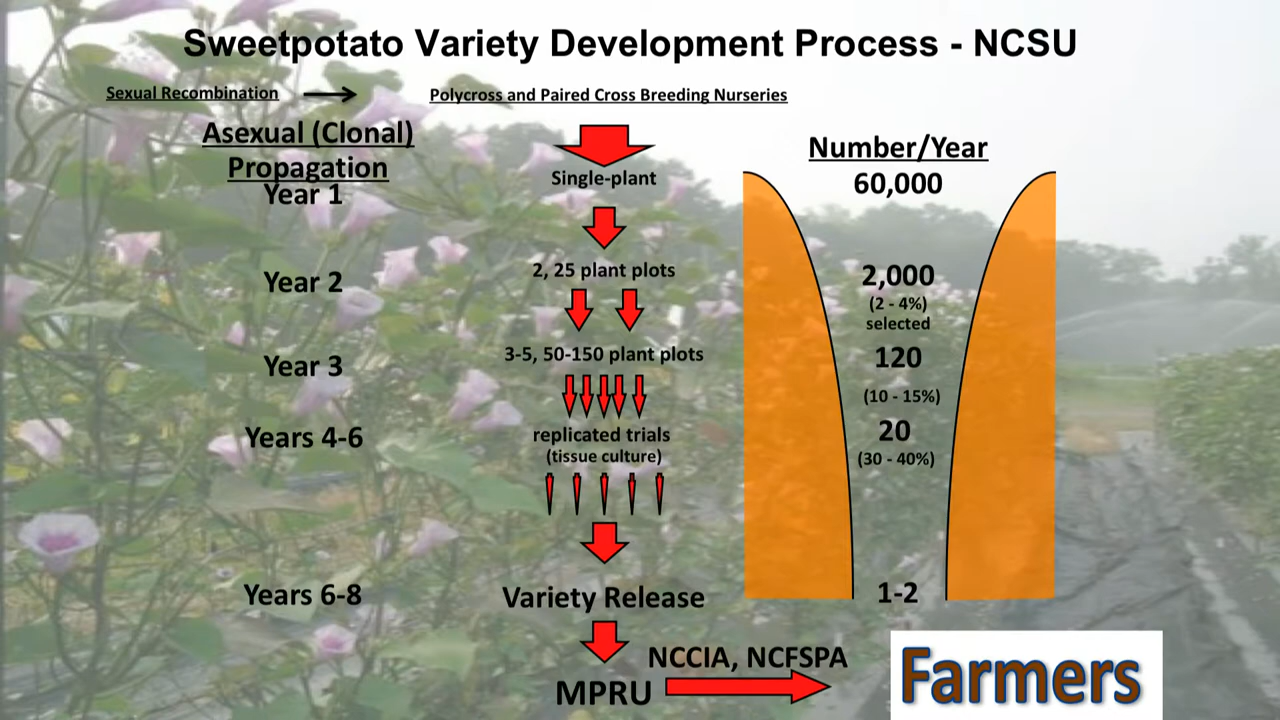 Sweetpotato Variety Development Process - NCSU
Sexual Recombination
Polycross and Paired Cross Breeding Nurseries
Asexual (Clonal)
Propagation
Number/Year
Year 1
Single-plant
60,000
Year 2
2, 25 plant plots
2,000
(2 - 4%)
selected
Year 3
3-5, 50-150 plant plots
120
(10 - 15%)
Years 4-6
replicated trials
(tissue culture)
20
(30 - 40%)
Years 6-8
Variety Release
1-2
NCCIA, NCFSPA
MPRU
Farmers